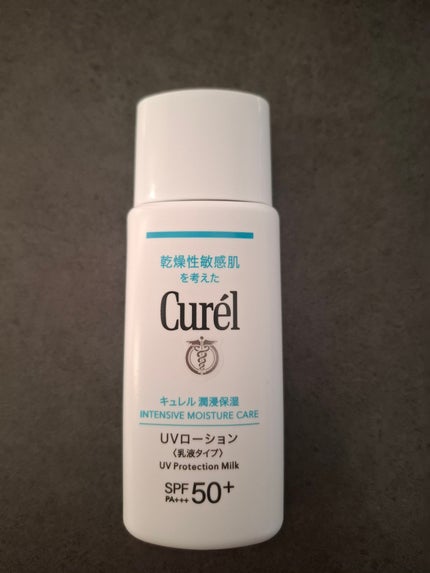 乾燥性敏感肌
を考えた
Curél
キュレル 潤浸保湿
INTENSIVE MOISTURE CARE
UVローション
〈乳液タイプ〉
UV Protection Milk
SPF 50+
PA+++